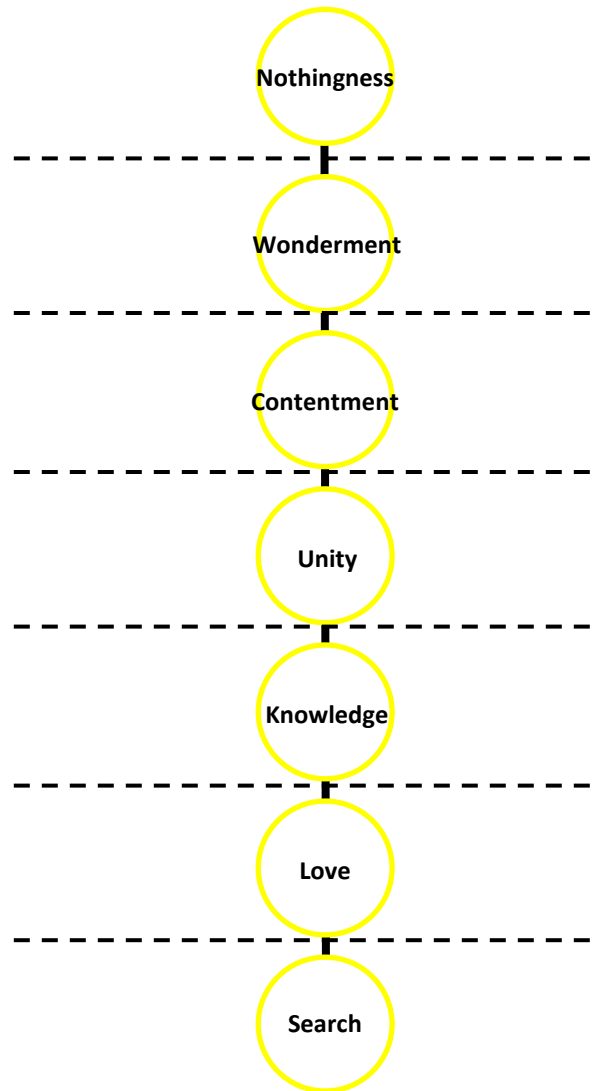 Nothingness
Wonderment
Contentment
Unity
Knowledge
Love
Search